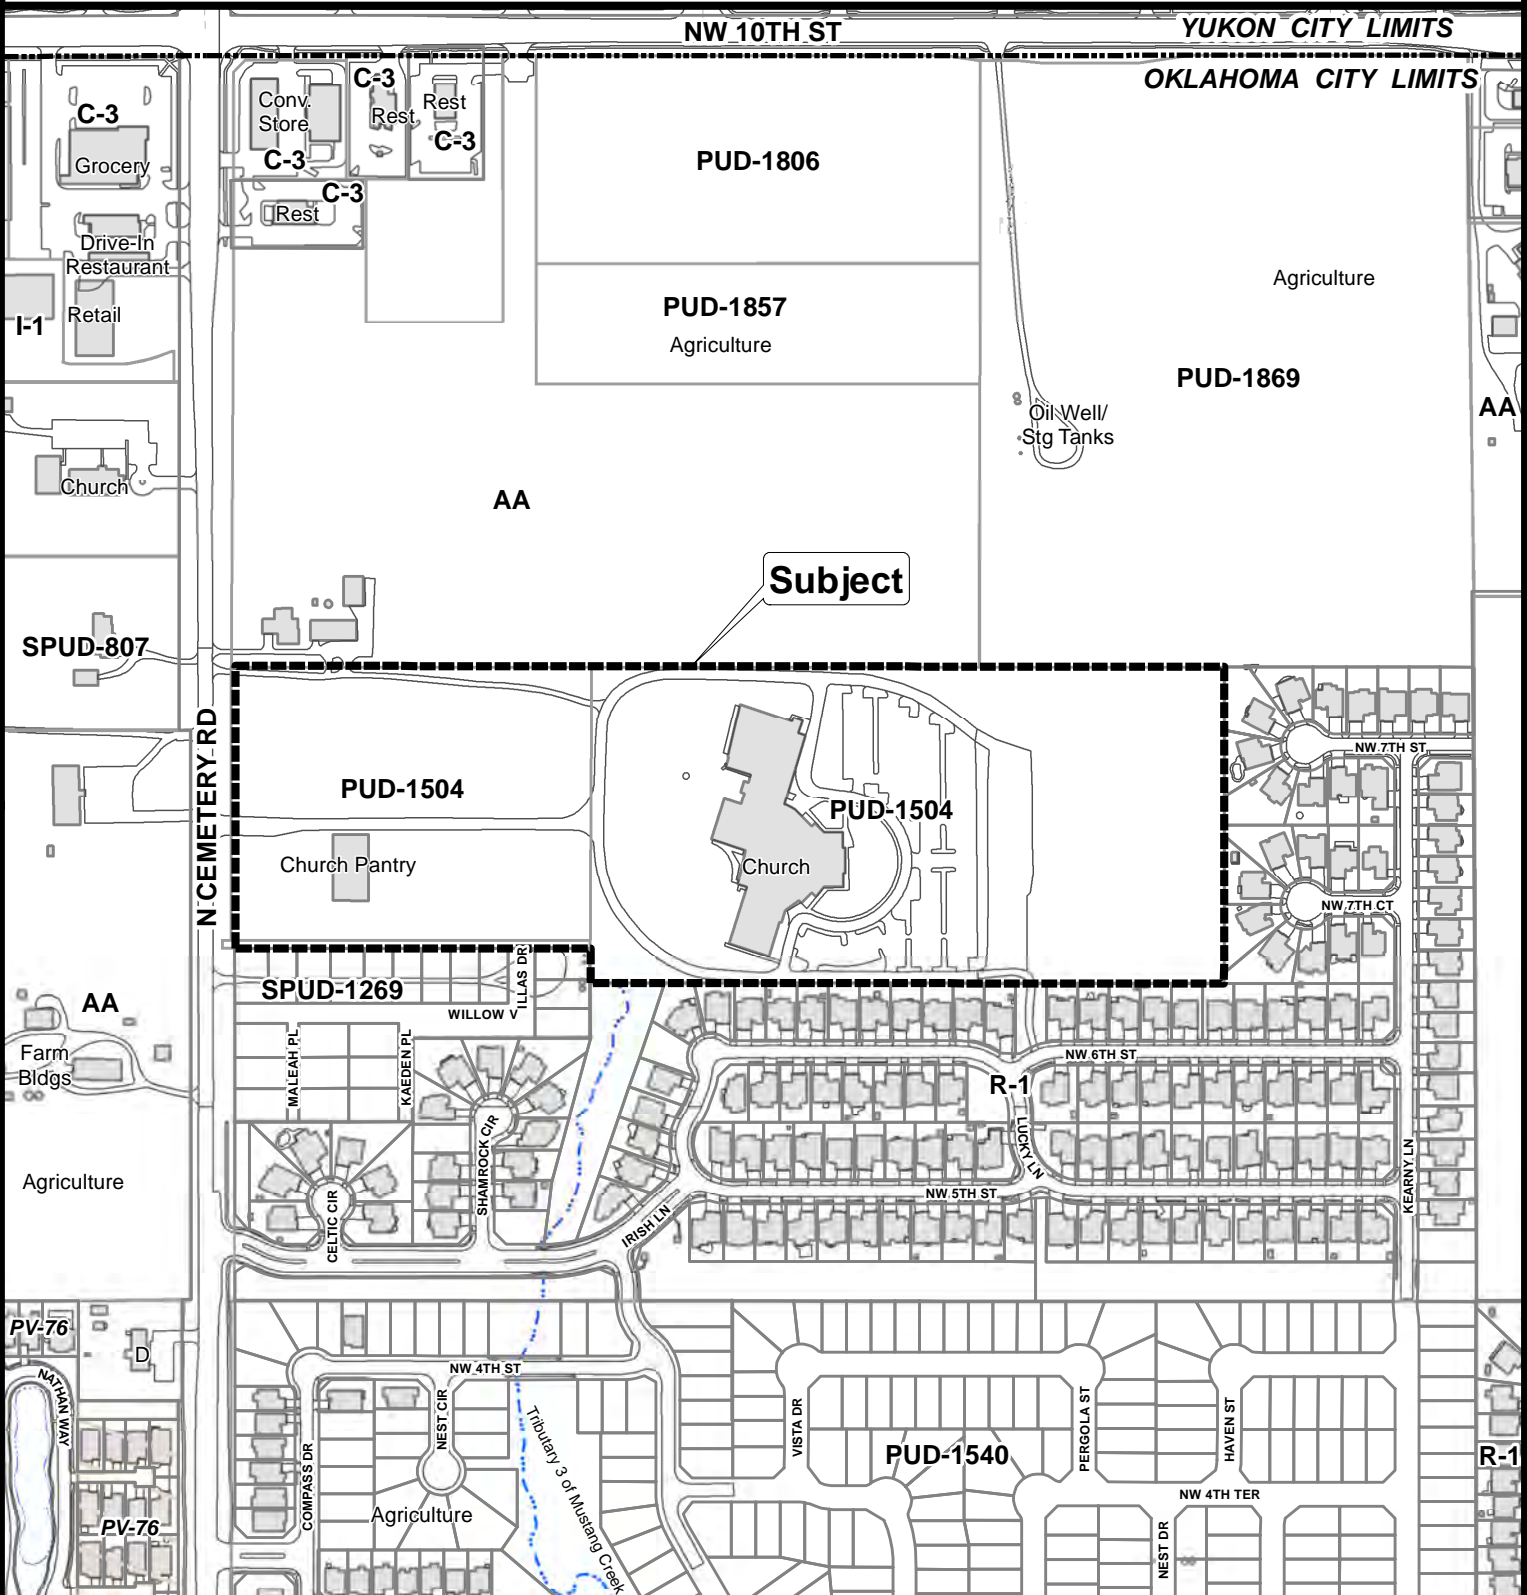 NW 10TH ST
YUKON CITY LIMITS
OKLAHOMA CITY LIMITS
C-3
Grocery
Conv.
Store
C-3
C-3
Rest
Rest
C-3
C-3
Rest
PUD-1806
Drive-In
Restaurant
Retail
I-1
PUD-1857
Agriculture
Agriculture
PUD-1869
Oil Well/
Stg Tanks
AA
Church
AA
Subject
SPUD-807
N CEMETERY RD
PUD-1504
Church Pantry
PUD-1504
Church
NW 7TH ST
NW 7TH CT
SPUD-1269
WILLOW V
ILLAS DR
MALEAH PL
KAEDEN PL
AA
Farm
Bldgs
Agriculture
SHAMROCK CIR
CELTIC CIR
IRISH LN
NW 6TH ST
R-1
LUCKY LN
NW 5TH ST
KEARNY LN
PV-76
D
NATHAN WAY
PV-76
NW 4TH ST
NEST CIR
COMPASS DR
Agriculture
Tributary 3 of Mustang Creek
VISTA DR
PUD-1540
PERGOLA ST
HAVEN ST
NW 4TH TER
NEST DR
R-1